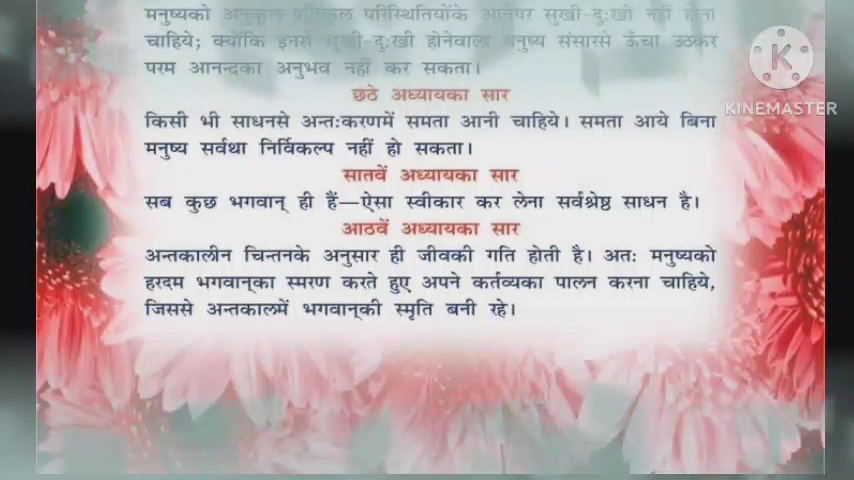 मनुष्यको अनुकूल-प्रतिकूल परिस्थितियोंके आनेपर सुखी-दुःखी नहीं होना
चाहिये; क्योंकि इनसे सुखी-दुःखी होनेवाला मनुष्य संसारसे ऊँचा उठकर
परम आनन्दका अनुभव नहीं कर सकता।
छठे अध्यायका सार
किसी भी साधनसे अन्तःकरणमें समता आनी चाहिये। समता आये बिना
मनुष्य सर्वथा निर्विकल्प नहीं हो सकता।
सातवें अध्यायका सार
सब कुछ भगवान् ही हैं—ऐसा स्वीकार कर लेना सर्वश्रेष्ठ साधन है।
आठवें अध्यायका सार
अन्तकालीन चिन्तनके अनुसार ही जीवकी गति होती है। अतः मनुष्यको
हरदम भगवान्‌का स्मरण करते हुए अपने कर्तव्यका पालन करना चाहिये,
जिससे अन्तकालमें भगवान्‌की स्मृति बनी रहे।
K
KINEMASTER